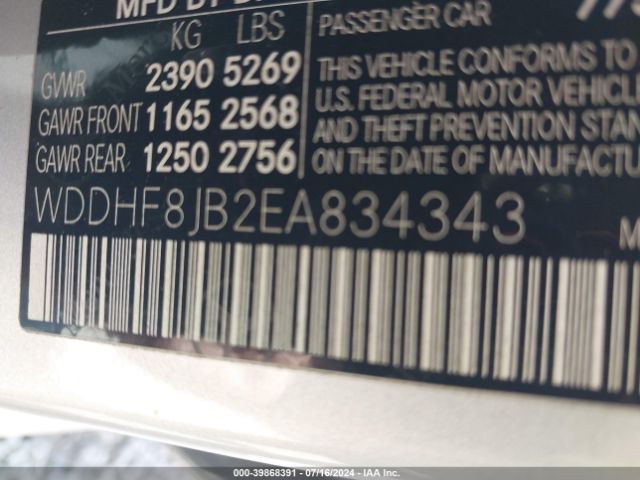 MFD BY
KG LBS
GVWR 2390 5269
GAWR FRONT 1165 2568
GAWR REAR 1250 2756
PASSENGER CAR
THIS VEHICLE CONFORMS TO
U.S. FEDERAL MOTOR VEHICL
AND THEFT PREVENTION STAN
ON THE DATE OF MANUFACTU
WDDHF8JB2EA834343
M
000-39868391 - 07/16/2024 - IAA Inc.